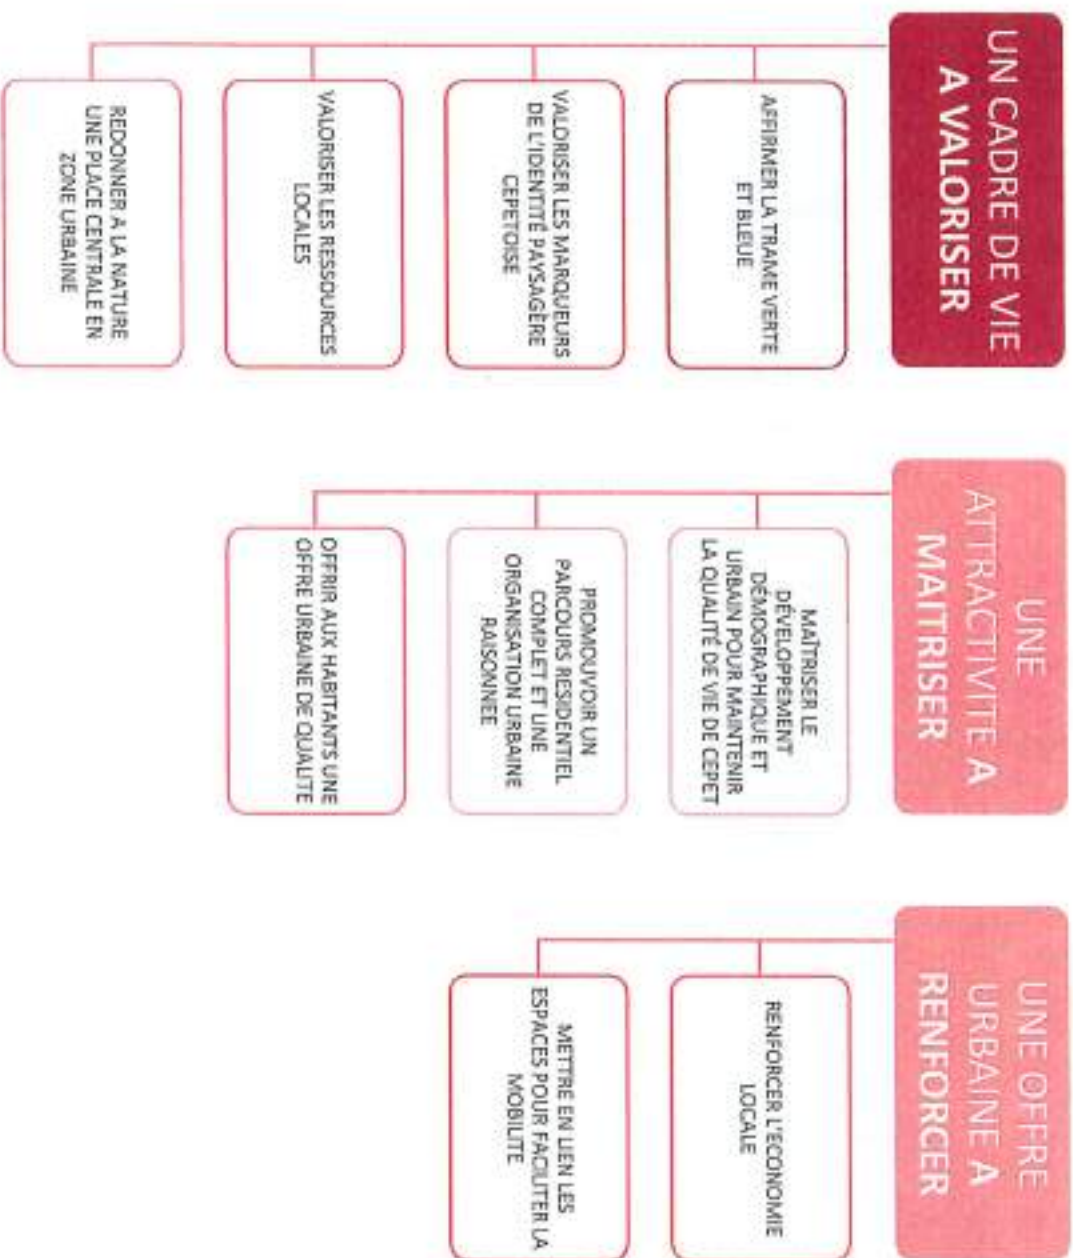 UN CADRE DE VIE
A VALORISER
AFFIRMER LA TRAME VERTE
ET BLEUE
VALORISER LES MARQUEURS
DE L'IDENTITÉ PAYSAGÈRE
CEPETOISE
VALORISER LES RESSOURCES
LOCALES
REDONNER A LA NATURE
UNE PLACE CENTRALE EN
ZONE URBAINE
UNE
ATTRACTIVITE A
MAITRISER
MAÎTRISER LE
DÉVELOPPEMENT
DÉMOGRAPHIQUE ET
URBAIN POUR MAINTENIR
LA QUALITÉ DE VIE DE CEPET
PROMOUVOIR UN
PARCOURS RESIDENTIEL
COMPLET ET UNE
ORGANISATION URBAINE
RAISONNEE
OFFRIR AUX HABITANTS UNE
OFFRE URBAINE DE QUALITE
UNE OFFRE
URBAINE A
RENFORCER
RENFORCER L'ECONOMIE
LOCALE
METTRE EN LIEN LES
ESPACES POUR FACILITER LA
MOBILITE